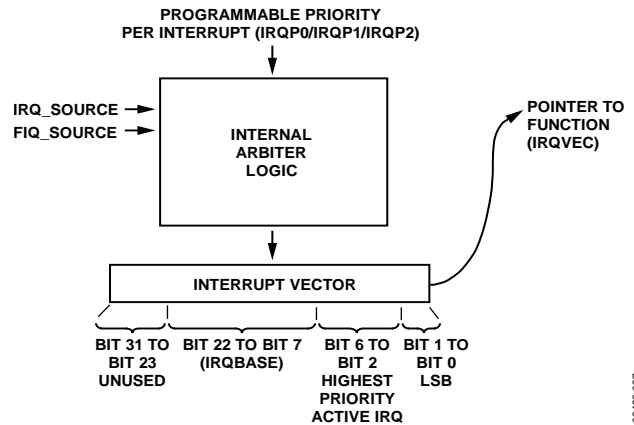 PROGRAMMABLE PRIORITY
PER INTERRUPT (IRQP0/IRQP1/IRQP2)
IRQ_SOURCE
FIQ_SOURCE
INTERNAL
ARBITER
LOGIC
POINTER TO
FUNCTION
(IRQVEC)
INTERRUPT VECTOR
BIT 31 TO
BIT 23
UNUSED
BIT 22 TO BIT 7
(IRQBASE)
BIT 6 TO
BIT 2
HIGHEST
PRIORITY
ACTIVE IRQ
BIT 1 TO
BIT 0
LSB